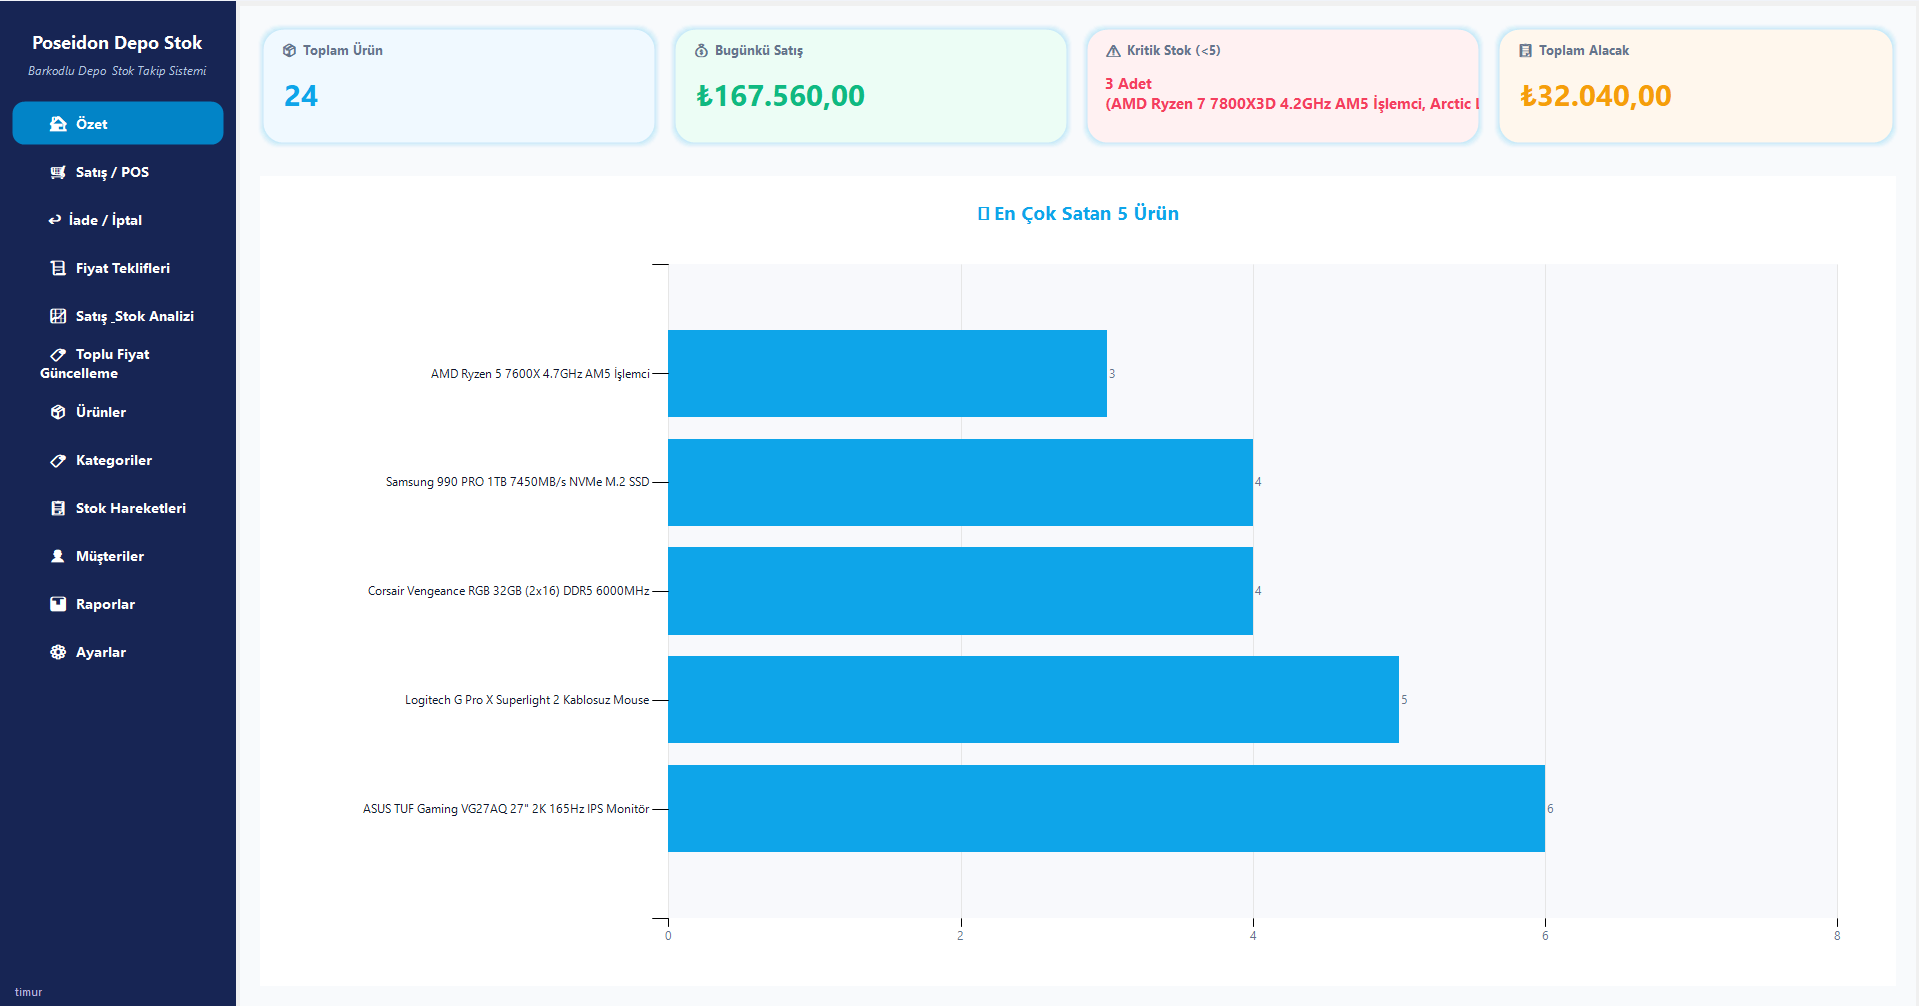 Poseidon Depo Stok
Barkodlu Depo Stok Takip Sistemi
Özet
Satış / POS
İade / İptal
Fiyat Teklifleri
Satış _Stok Analizi
Toplu Fiyat
Güncelleme
Ürünler
Kategoriler
Stok Hareketleri
Müşteriler
Raporlar
Ayarlar
timur
Toplam Ürün
24
Bugünkü Satış
₺167.560,00
Kritik Stok (<5)
3 Adet
(AMD Ryzen 7 7800X3D 4.2GHz AM5 İşlemci, Arctic L
Toplam Alacak
₺32.040,00
En Çok Satan 5 Ürün
AMD Ryzen 5 7600X 4.7GHz AM5 İşlemci 3
Samsung 990 PRO 1TB 7450MB/s NVMe M.2 SSD 4
Corsair Vengeance RGB 32GB (2x16) DDR5 6000MHz 4
Logitech G Pro X Superlight 2 Kablosuz Mouse 5
ASUS TUF Gaming VG27AQ 27" 2K 165Hz IPS Monitör 6
0 2 4 6 8